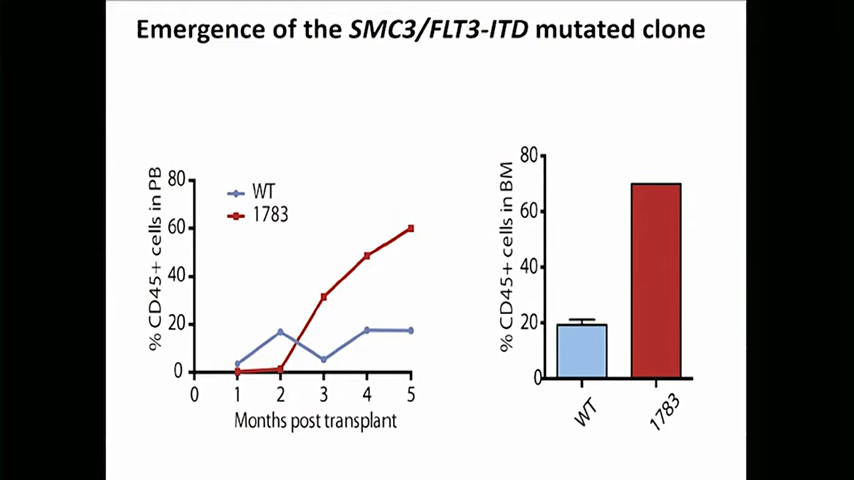 Emergence of the SMC3/FLT3-ITD mutated clone
% CD45+ cells in PB
80
60
40
20
0
WT
1783
0 1 2 3 4 5
Months post transplant
% CD45+ cells in BM
80
60
40
20
0
WT
1783